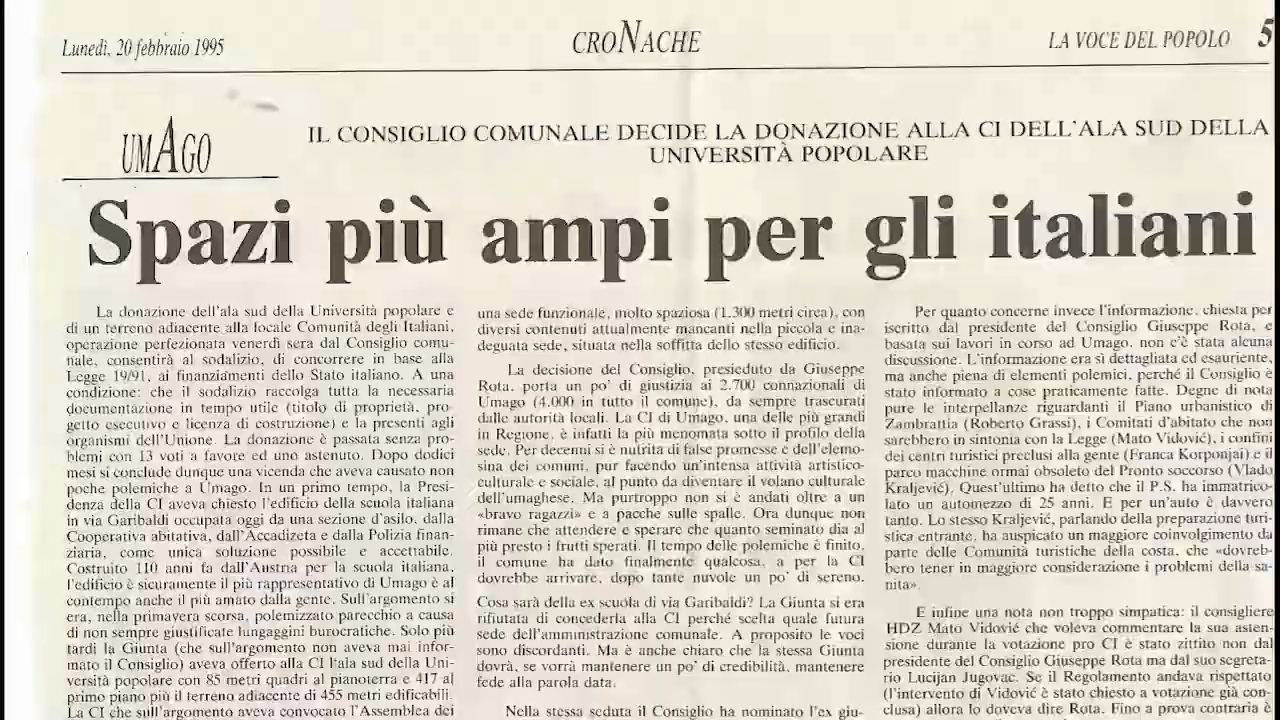 Lunedì, 20 febbraio 1995
CRONACHE
LA VOCE DEL POPOLO
5
UMAGO
IL CONSIGLIO COMUNALE DECIDE LA DONAZIONE ALLA CI DELL'ALA SUD DELLA
UNIVERSITÀ POPOLARE
Spazi più ampi per gli italiani
La donazione dell'ala sud della Università popolare e
di un terreno adiacente alla locale Comunità degli Italiani,
operazione perfezionata venerdì sera dal Consiglio comu-
nale, consentirà al sodalizio, di concorrere in base alla
Legge 19/91, ai finanziamenti dello Stato italiano. A una
condizione: che il sodalizio raccolga tutta la necessaria
documentazione in tempo utile (titolo di proprietà, pro-
getto esecutivo e licenza di costruzione) e la presenti agli
organismi dell'Unione. La donazione è passata senza pro-
blemi con 13 voti a favore ed uno astenuto. Dopo dodici
mesi si conclude dunque una vicenda che aveva causato non
poche polemiche a Umago. In un primo tempo, la Presi-
denza della CI aveva chiesto l'edificio della scuola italiana
in via Garibaldi occupata oggi da una sezione d'asilo, dalla
Cooperativa abitativa, dall'Accadizeta e dalla Polizia finan-
ziaria, come unica soluzione possibile e accettabile.
Costruito 110 anni fa dall'Austria per la scuola italiana,
l'edificio è sicuramente il più rappresentativo di Umago è al
contempo anche il più amato dalla gente. Sull'argomento si
era, nella primavera scorsa, polemizzato parecchio a causa
di non sempre giustificate lungaggini burocratiche. Solo più
tardi la Giunta (che sull'argomento non aveva mai infor-
mato il Consiglio) aveva offerto alla CI l'ala sud della Uni-
versità popolare con 85 metri quadri al pianoterra e 417 al
primo piano più il terreno adiacente di 455 metri edificabili.
La CI che sull'argomento aveva convocato l'Assemblea dei
una sede funzionale, molto spaziosa (1.300 metri circa), con
diversi contenuti attualmente mancanti nella piccola e ina-
deguata sede, situata nella soffitta dello stesso edificio.
La decisione del Consiglio, presieduto da Giuseppe
Rota, porta un po' di giustizia ai 2.700 connazionali di
Umago (4.000 in tutto il comune), da sempre trascurati
dalle autorità locali. La CI di Umago, una delle più grandi
in Regione, è infatti la più menomata sotto il profilo della
sede. Per decenni si è nutrita di false promesse e dell'elemo-
sina dei comuni, pur facendo un'intensa attività artistico-
culturale e sociale, al punto da diventare il volano culturale
dell'umaghese. Ma purtroppo non si è andati oltre a un
«bravo ragazzi» e a pacche sulle spalle. Ora dunque non
rimane che attendere e sperare che quanto seminato dia al
più presto i frutti sperati. Il tempo delle polemiche è finito,
il comune ha dato finalmente qualcosa, a per la CI
dovrebbe arrivare, dopo tante nuvole un po' di sereno.
Cosa sarà della ex scuola di via Garibaldi? La Giunta si era
rifiutata di concederla alla CI perché scelta quale futura
sede dell'amministrazione comunale. A proposito le voci
sono discordanti. Ma è anche chiaro che la stessa Giunta
dovrà, se vorrà mantenere un po' di credibilità, mantenere
fede alla parola data.
Nella stessa seduta il Consiglio ha nominato l'ex giu-
Per quanto concerne invece l'informazione, chiesta per
iscritto dal presidente del Consiglio Giuseppe Rota, e
basata sui lavori in corso ad Umago, non c'è stata alcuna
discussione. L'informazione era sì dettagliata ed esauriente,
ma anche piena di elementi polemici, perché il Consiglio è
stato informato a cose praticamente fatte. Degne di nota
pure le interpellanze riguardanti il Piano urbanistico di
Zambrattia (Roberto Grassi), i Comitati d'abitato che non
sarebbero in sintonia con la Legge (Mato Vidović), i confini
dei centri turistici preclusi alla gente (Franca Korponjai) e il
parco macchine ormai obsoleto del Pronto soccorso (Vlado
Kraljević). Quest'ultimo ha detto che il P.S. ha immatrico-
lato un automezzo di 25 anni. E per un'auto è davvero
tanto. Lo stesso Kraljević, parlando della preparazione turi-
stica entrante, ha auspicato un maggiore coinvolgimento da
parte delle Comunità turistiche della costa, che «dovreb-
bero tener in maggiore considerazione i problemi della sa-
nita».
E infine una nota non troppo simpatica: il consigliere
HDZ Mato Vidović che voleva commentare la sua asten-
sione durante la votazione pro CI è stato zittito non dal
presidente del Consiglio Giuseppe Rota ma dal suo segreta-
rio Lucijan Jugovac. Se il Regolamento andava rispettato
(l'intervento di Vidović è stato chiesto a votazione già con-
clusa) allora lo doveva dire Rota. Fino a prova contraria è